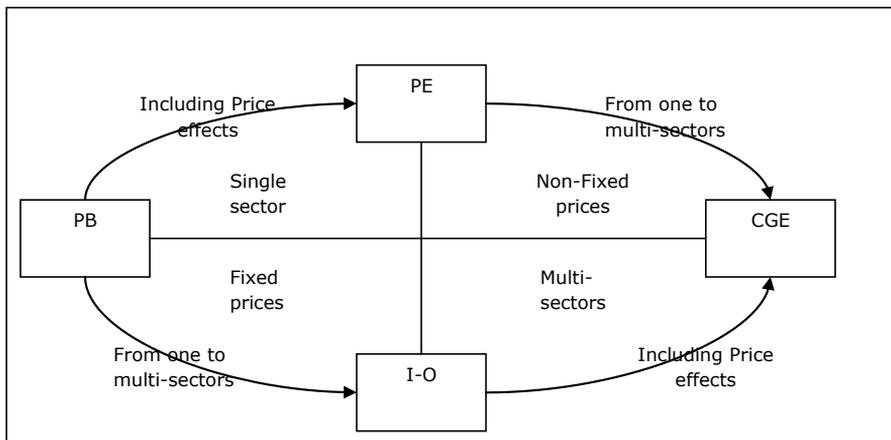 PE
Including Price
effects
From one to
multi-sectors
Single
sector
Non-Fixed
prices
PB
CGE
Fixed
prices
Multi-
sectors
From one to
multi-sectors
I-O
Including Price
effects